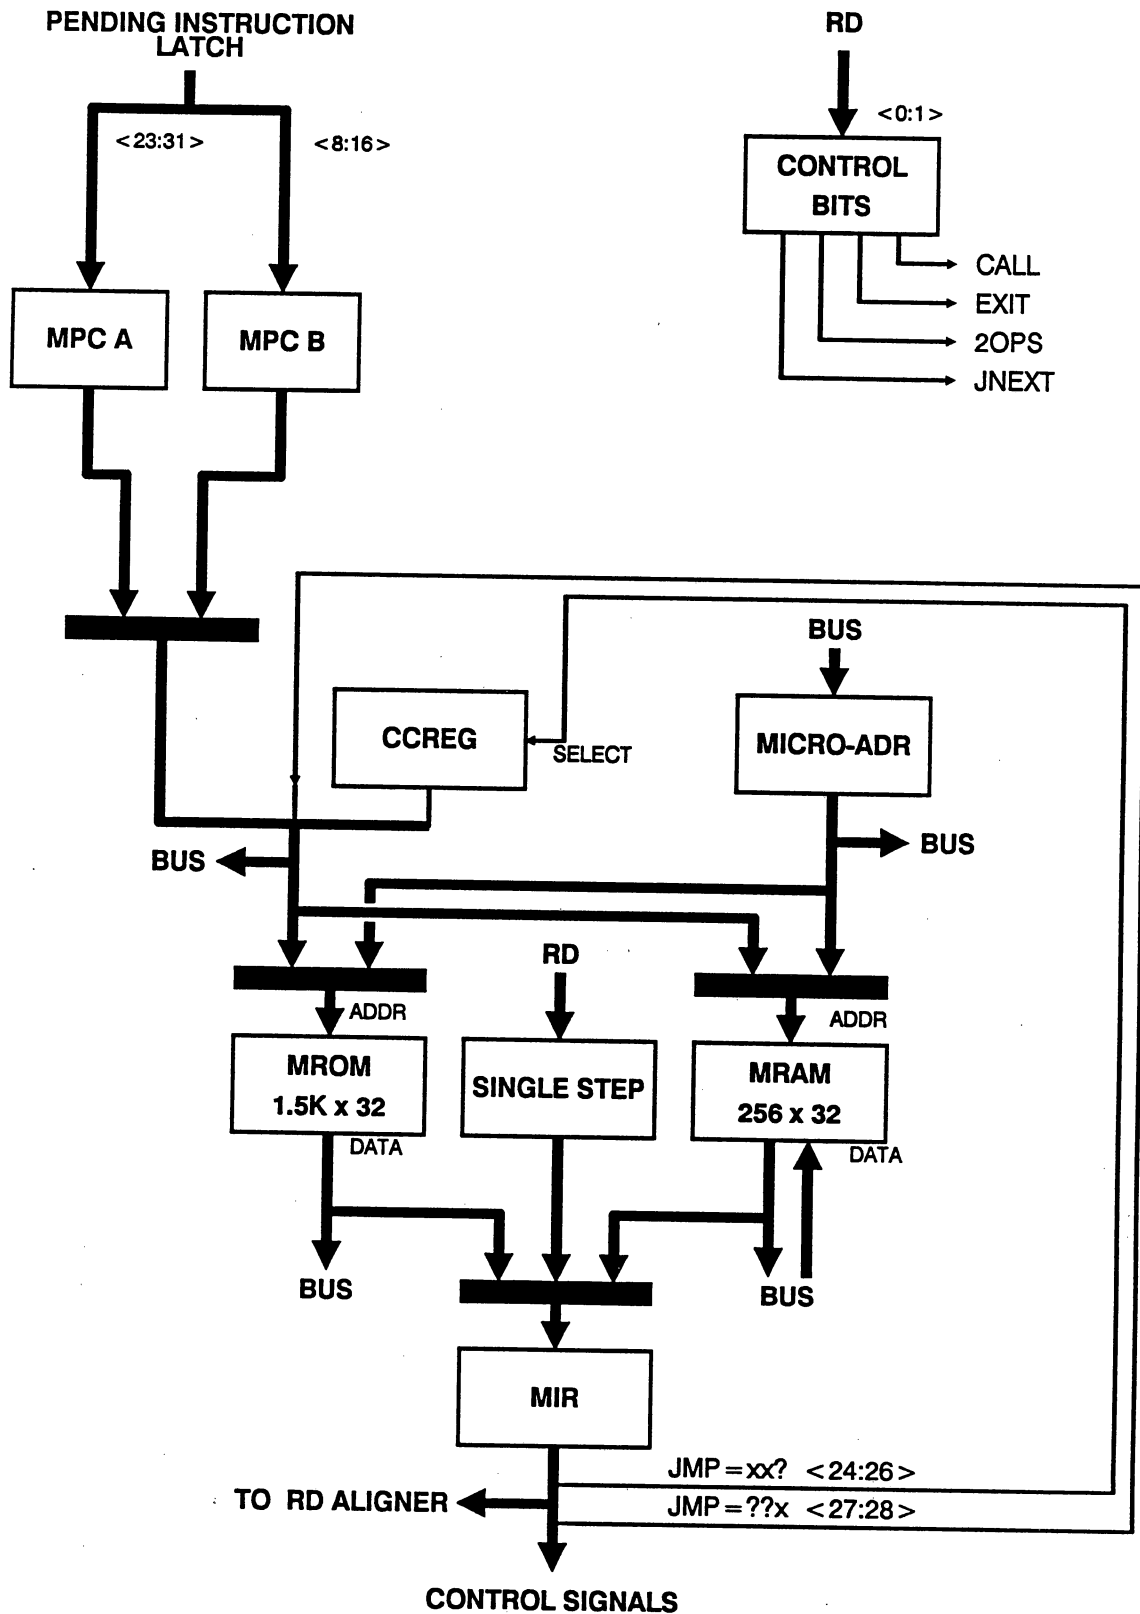 PENDING INSTRUCTION
LATCH
<23:31>
<8:16>
MPC A
MPC B
RD
<0:1>
CONTROL
BITS
CALL
EXIT
2OPS
JNEXT
BUS
CCREG
SELECT
MICRO-ADR
BUS
BUS
RD
ADDR
ADDR
MROM
1.5K x 32
DATA
SINGLE STEP
MRAM
256 x 32
DATA
BUS
BUS
MIR
JMP=xx? <24:26>
TO RD ALIGNER
JMP=??x <27:28>
CONTROL SIGNALS